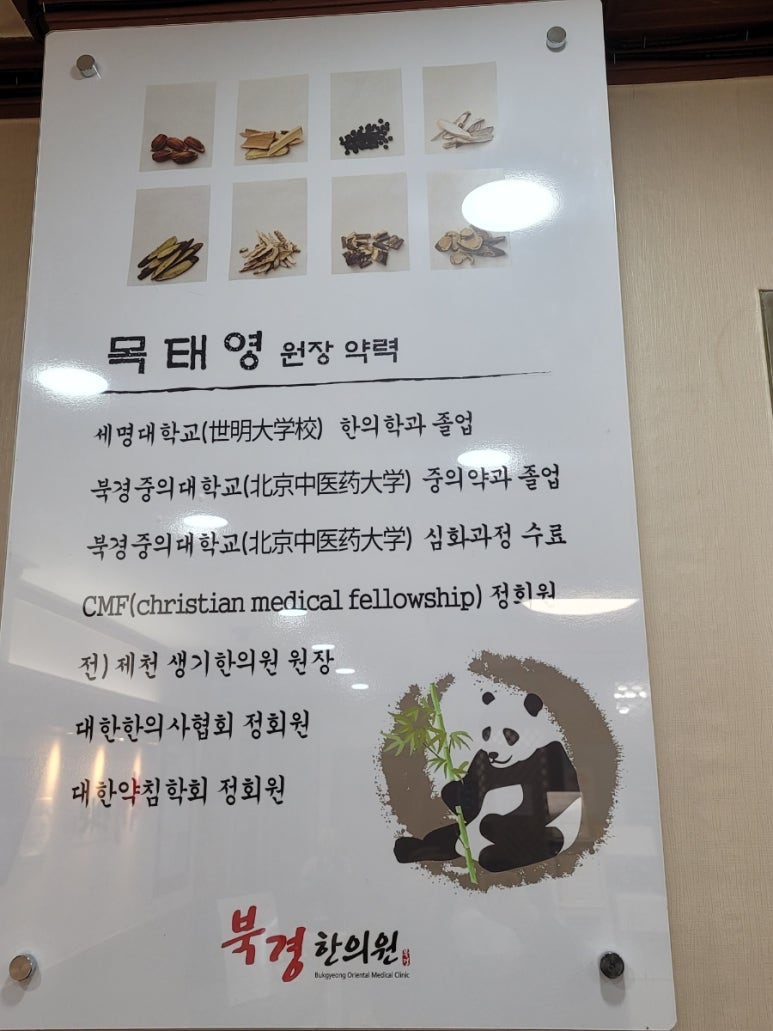 목태영 원장 약력
세명대학교(世明大学校) 한의학과 졸업
북경중의대학교(北京中医药大学) 중의약과 졸업
북경중의대학교(北京中医药大学) 심화과정 수료
CMF(christian medical fellowship) 정회원
전) 제천 생기한의원 원장
대한한의사협회 정회원
대한약침학회 정회원
북경 한의원
Bukgyeong Oriental Medical Clinic